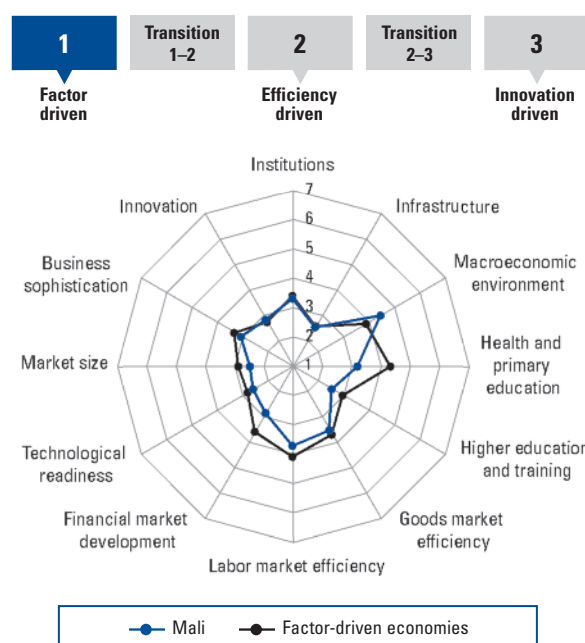 1
Transition
1–2
2
Transition
2–3
3
Factor
driven
Efficiency
driven
Innovation
driven
Institutions
7
Innovation
Infrastructure
6
5
Business
sophistication
Macroeconomic
environment
4
3
2
Market size
1
Health and
primary
education
Technological
readiness
Higher education
and training
Financial market
development
Goods market
efficiency
Labor market efficiency
Mali
Factor-driven economies